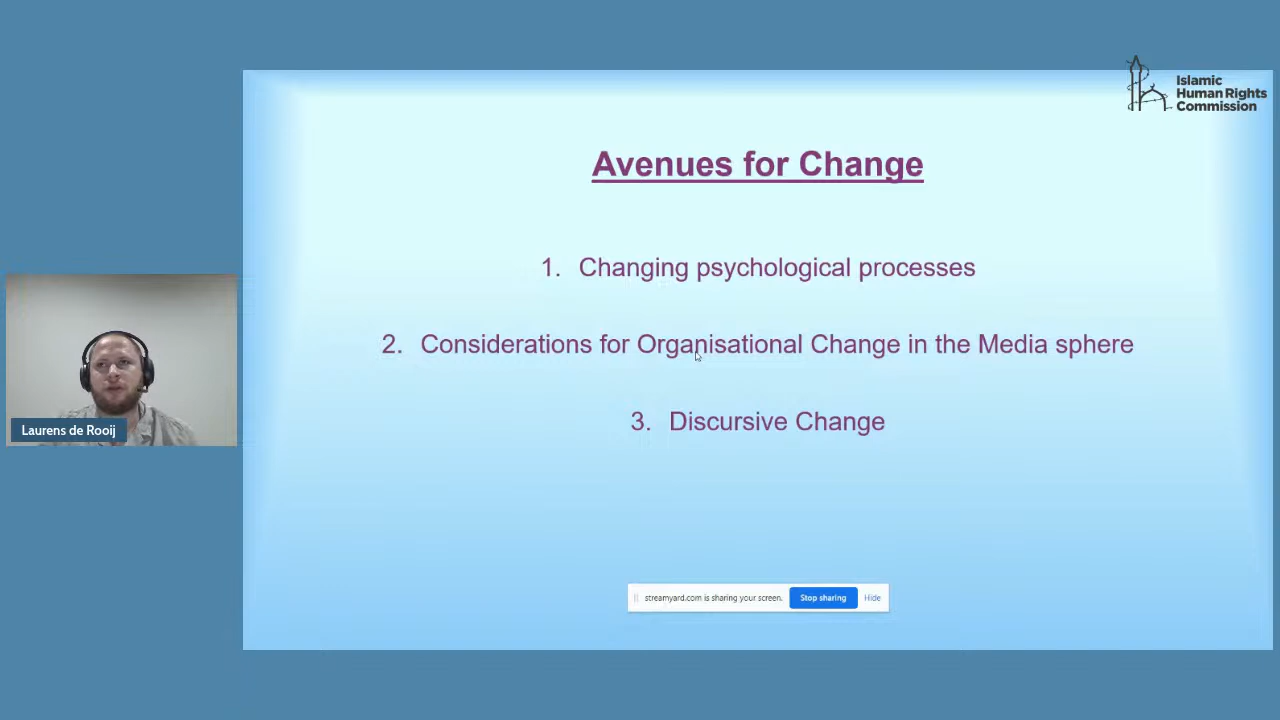 Islamic
Human Rights
Commission
Avenues for Change
1. Changing psychological processes
2. Considerations for Organisational Change in the Media sphere
3. Discursive Change
Laurens de Rooij
streamyard.com is sharing your screen. Stop sharing Hide